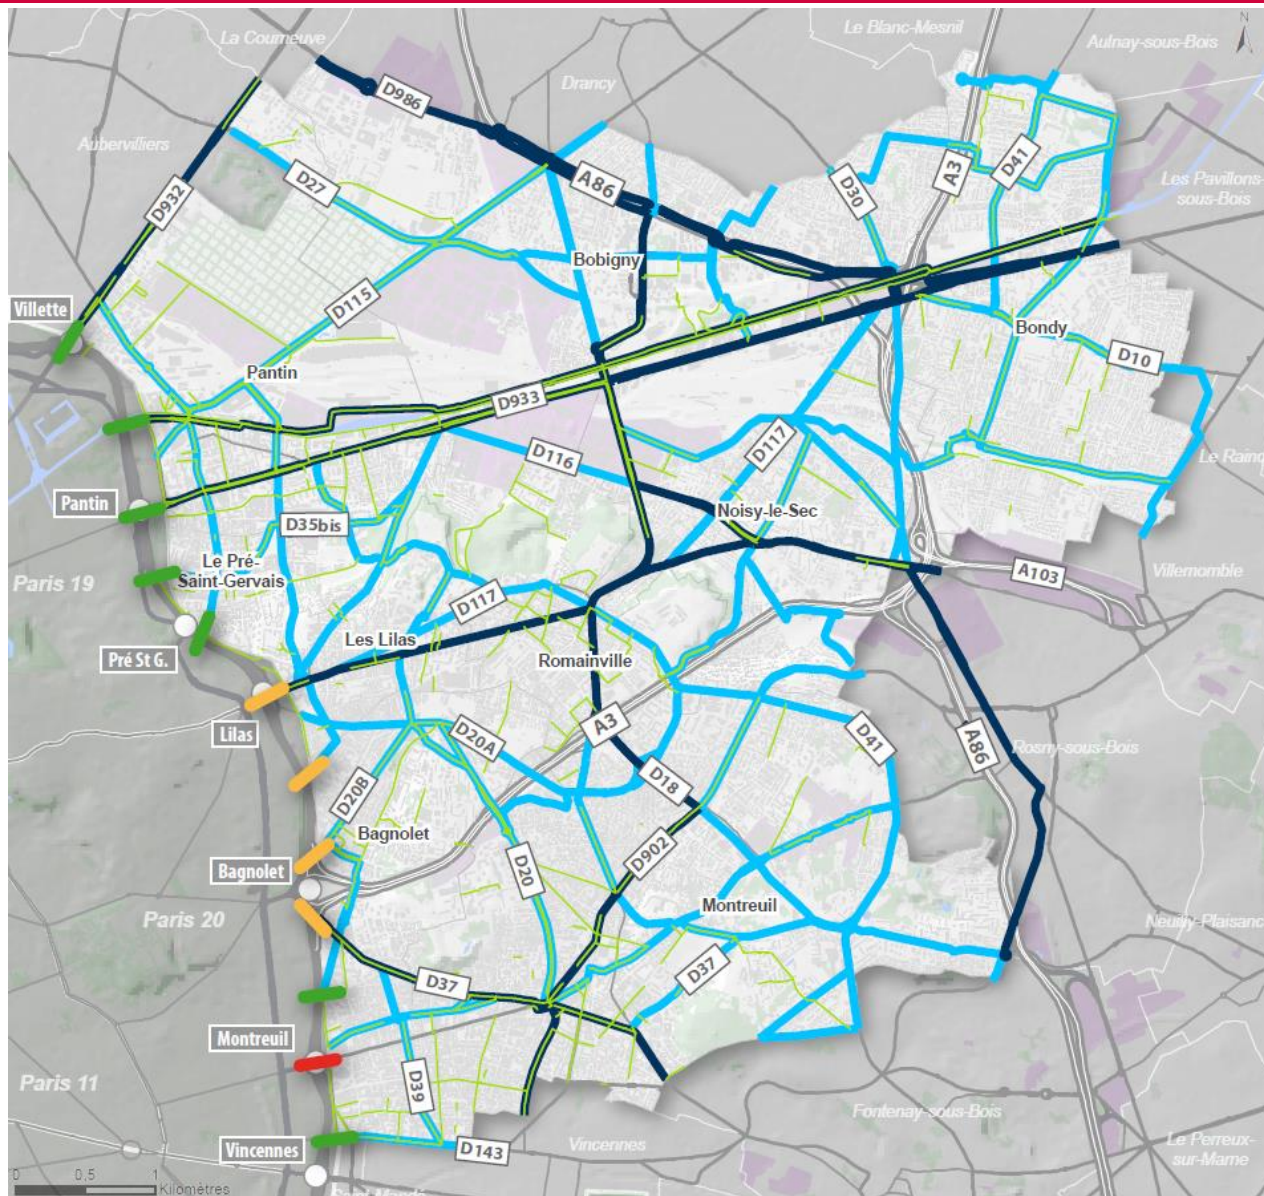 N
La Courneuve
Le Blanc-Mesnil
Aulnay-sous-Bois
Drancy
D986
Aubervilliers
D41
A3
D27
A86
D30
Les Pavillons-
sous-Bois
D932
Bobigny
D115
Villette
Bondy
D10
Pantin
D933
D117
Le Rainc
D116
Pantin
Noisy-le-Sec
D35bis
Le Pré-
Saint-Gervais
Paris 19
A103
Villemomble
D117
Les Lilas
Pré St G.
Romainville
Lilas
A3
D20A
D41
A86
Rosny-sous-Bois
D18
D20B
Bagnolet
D902
Bagnolet
D20
Montreuil
Paris 20
Neuilly-Plaisanc
D37
D37
Montreuil
Paris 11
D39
Fontenay-sous-Bois
Vincennes
D143
Vincennes
Le Perreux-
sur-Marne
0 0,5 1
Kilomètres
Saint-Mandé